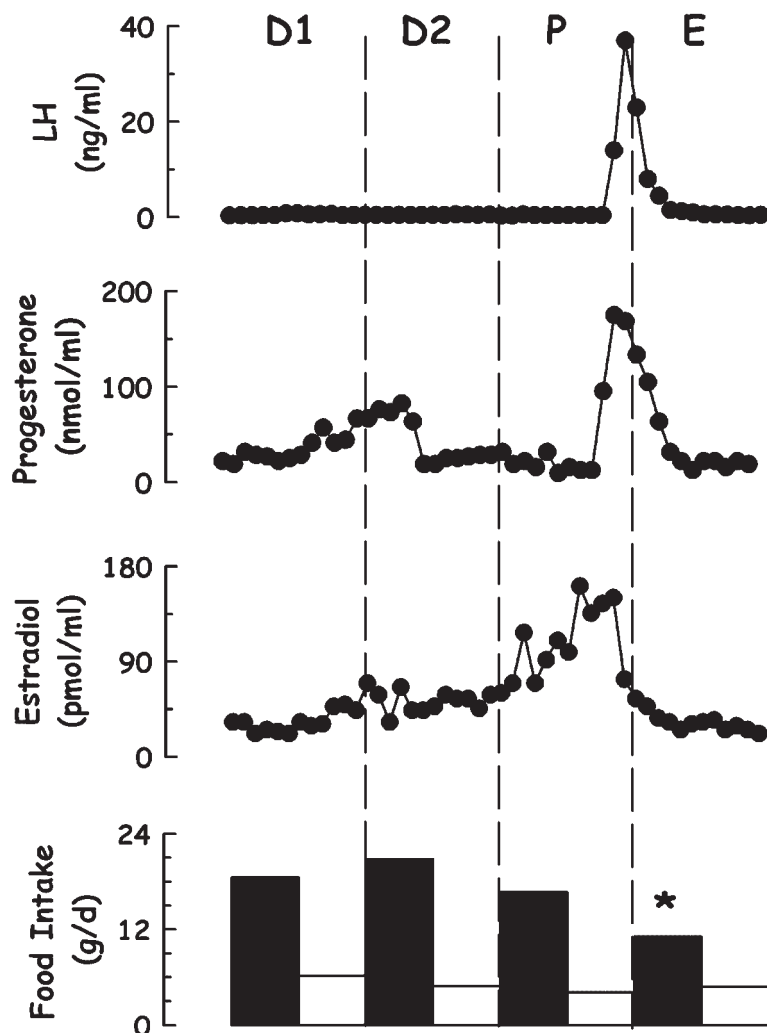 D1 D2 P E
LH
(ng/ml)
40
20
0
Progesterone
(nmol/ml)
200
100
0
Estradiol
(pmol/ml)
180
90
0
Food Intake
(g/d)
24
12
0
*